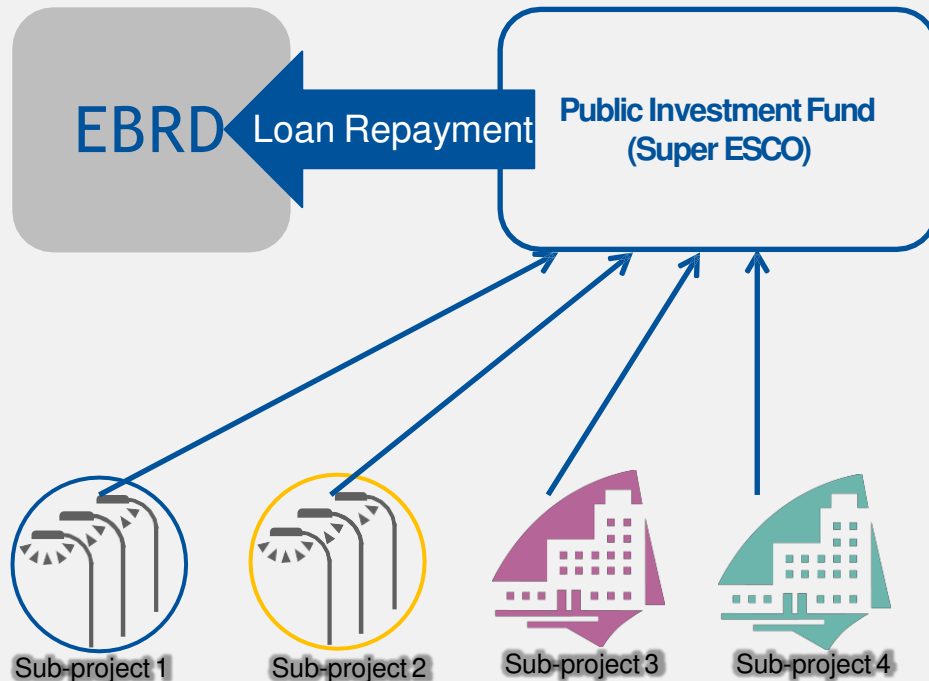 EBRD
Loan Repayment
Public Investment Fund
(Super ESCO)
Sub-project 1
Sub-project 2
Sub-project 3
Sub-project 4